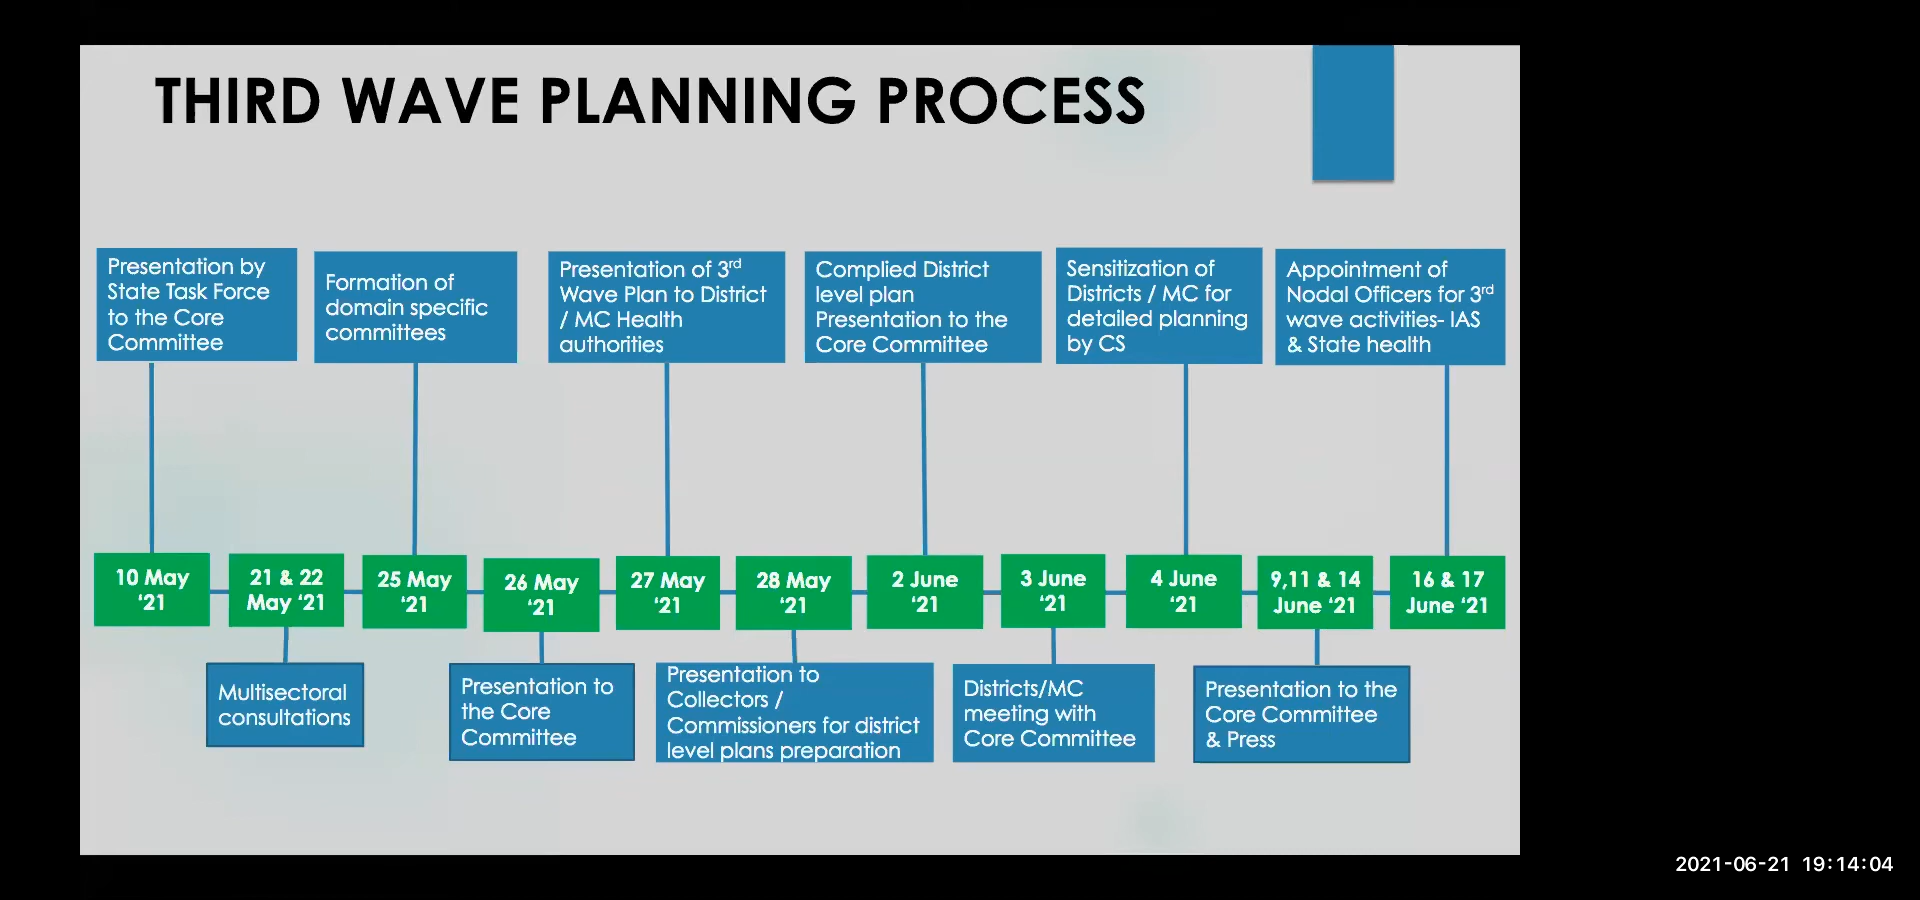 THIRD WAVE PLANNING PROCESS
Presentation by
State Task Force
to the Core
Committee
Formation of
domain specific
committees
Presentation of 3rd
Wave Plan to District
/ MC Health
authorities
Complied District
level plan
Presentation to the
Core Committee
Sensitization of
Districts / MC for
detailed planning
by CS
Appointment of
Nodal Officers for 3rd
wave activities- IAS
& State health
10 May
‘21
21 & 22
May ‘21
25 May
‘21
26 May
‘21
27 May
‘21
28 May
‘21
2 June
‘21
3 June
‘21
4 June
‘21
9,11 & 14
June ‘21
16 & 17
June ‘21
Multisectoral
consultations
Presentation to
the Core
Committee
Presentation to
Collectors /
Commissioners for district
level plans preparation
Districts/MC
meeting with
Core Committee
Presentation to the
Core Committee
& Press
2021-06-21 19:14:04